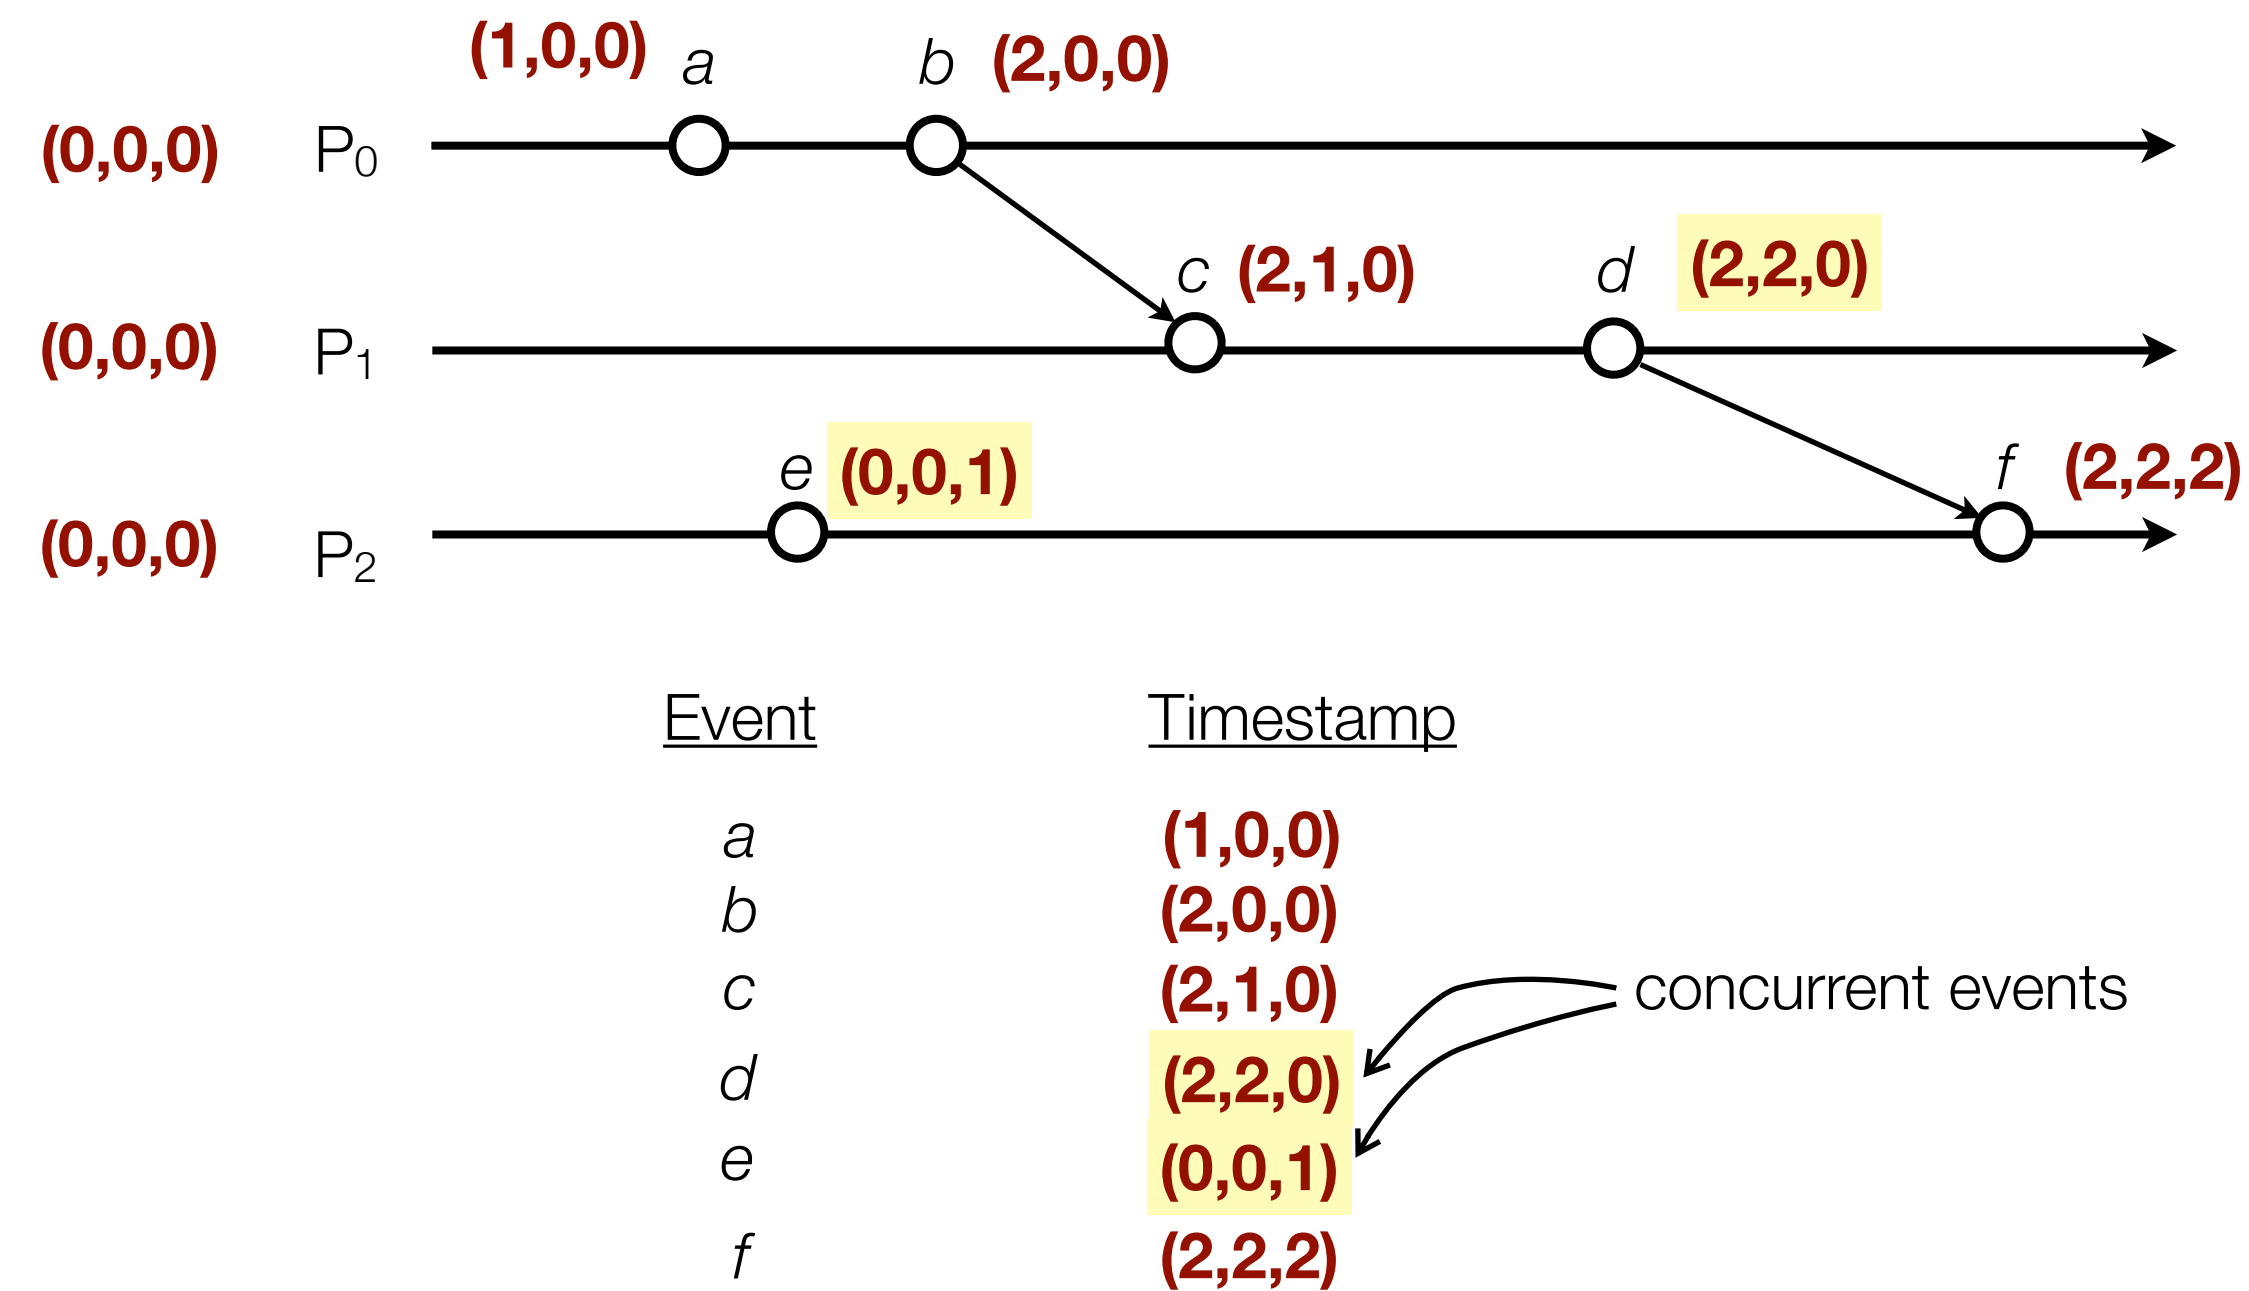 (1,0,0) a b (2,0,0)
(0,0,0) P0
c (2,1,0) d (2,2,0)
(0,0,0) P1
e (0,0,1) f (2,2,2)
(0,0,0) P2
Event Timestamp
a (1,0,0)
b (2,0,0)
c (2,1,0) concurrent events
d (2,2,0)
e (0,0,1)
f (2,2,2)